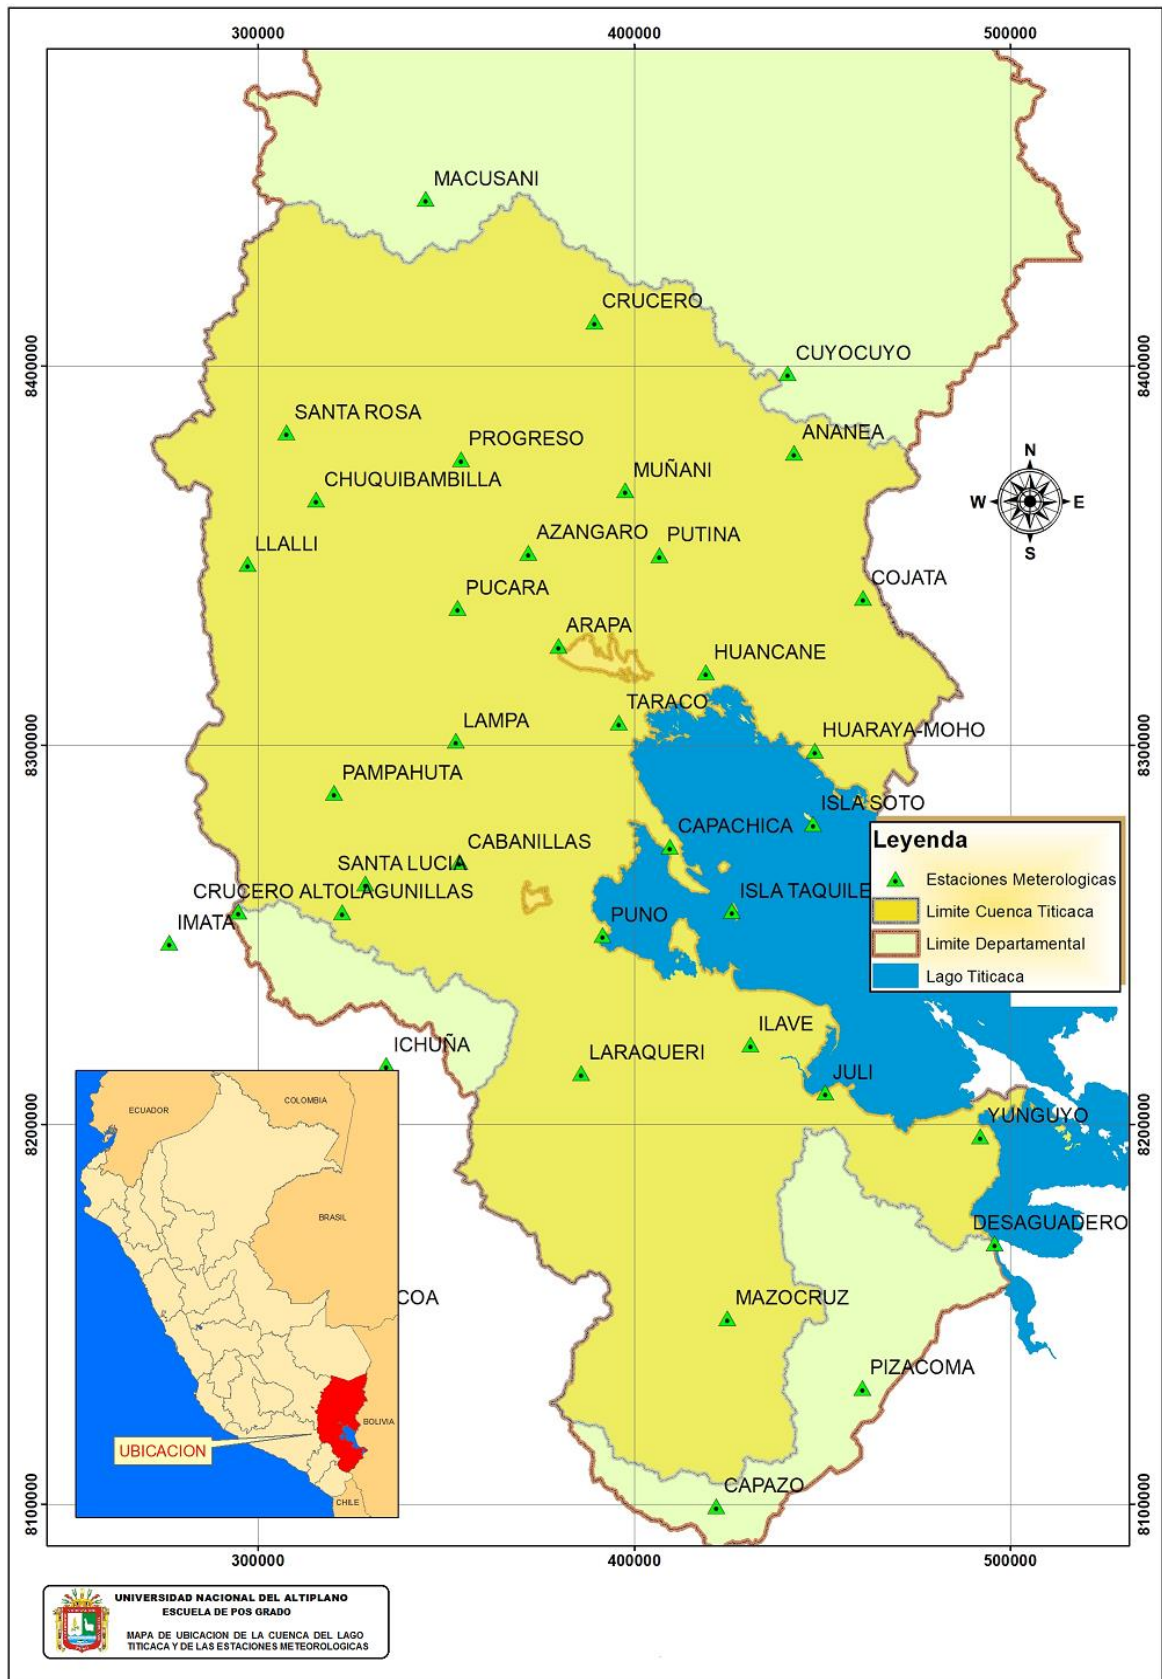 300000 400000 500000
MACUSANI
CRUCERO
8400000 CUYOCUYO 8400000
SANTA ROSA
PROGRESO
ANANEA
CHUQUIBAMBILLA
MUÑANI
N
W E
S
LLALLI
AZANGARO
PUTINA
PUCARA
COJATA
ARAPA
HUANCANE
LAMPA
TARACO
8300000 HUARAYA-MOHO 8300000
PAMPAHUTA
ISLA SOTO
CABANILLAS
CAPACHICA
SANTA LUCIA
CRUCERO ALTO LAGUNILLAS
ISLA TAQUILE
IMATA
PUNO
Leyenda
Estaciones Meterologicas
Limite Cuenca Titicaca
Limite Departamental
Lago Titicaca
ICHUÑA
LARAQUERI
ILAVE
JULI
8200000 YUNGUYO 8200000
DESAGUADERO
COA
MAZOCRUZ
PIZACOMA
CAPAZO
8100000 8100000
ECUADOR
COLOMBIA
BRASIL
BOLIVIA
UBICACION
CHILE
300000 400000 500000
UNIVERSIDAD NACIONAL DEL ALTIPLANO
ESCUELA DE POS GRADO
MAPA DE UBICACION DE LA CUENCA DEL LAGO
TITICACA Y DE LAS ESTACIONES METEOROLOGICAS